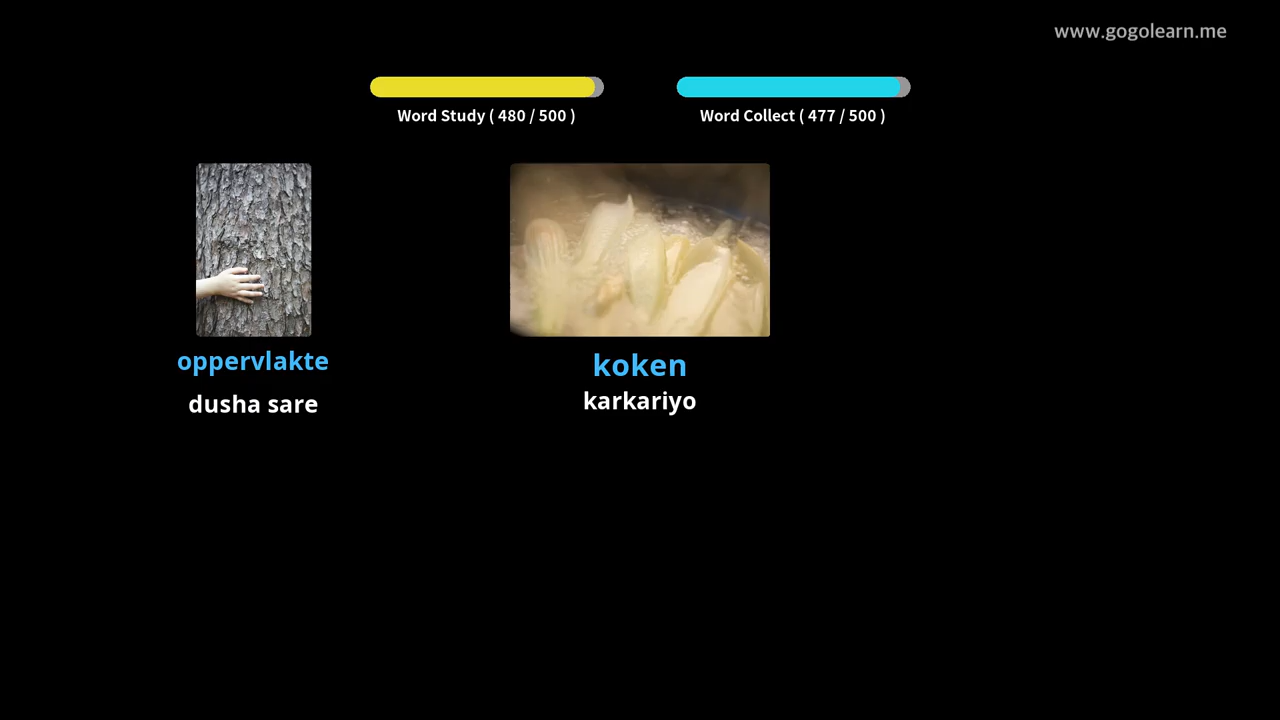 www.gogolearn.me
Word Study ( 480 / 500 )
Word Collect ( 477 / 500 )
oppervlakte
dusha sare
koken
karkariyo